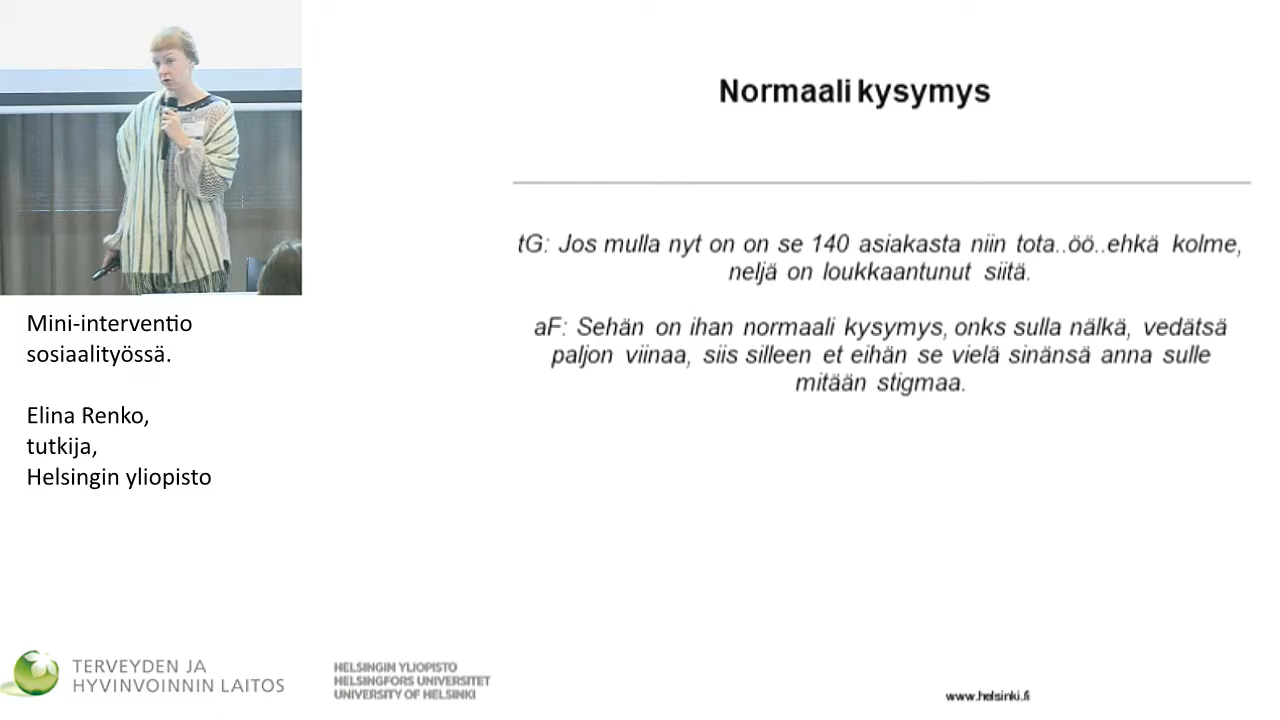 Normaali kysymys
tG: Jos mulla nyt on on se 140 asiakasta niin tota..öö..ehkä kolme,
neljä on loukkaantunut siitä.
aF: Sehän on ihan normaali kysymys, onks sulla nälkä, vedätsä
paljon viinaa, siis silleen et eihän se vielä sinänsä anna sulle
mitään stigmaa.
Mini-interventio
sosiaalityössä.
Elina Renko,
tutkija,
Helsingin yliopisto
TERVEYDEN JA
HYVINVOINNIN LAITOS
HELSINGIN YLIOPISTO
HELSINGFORS UNIVERSITET
UNIVERSITY OF HELSINKI
www.helsinki.fi